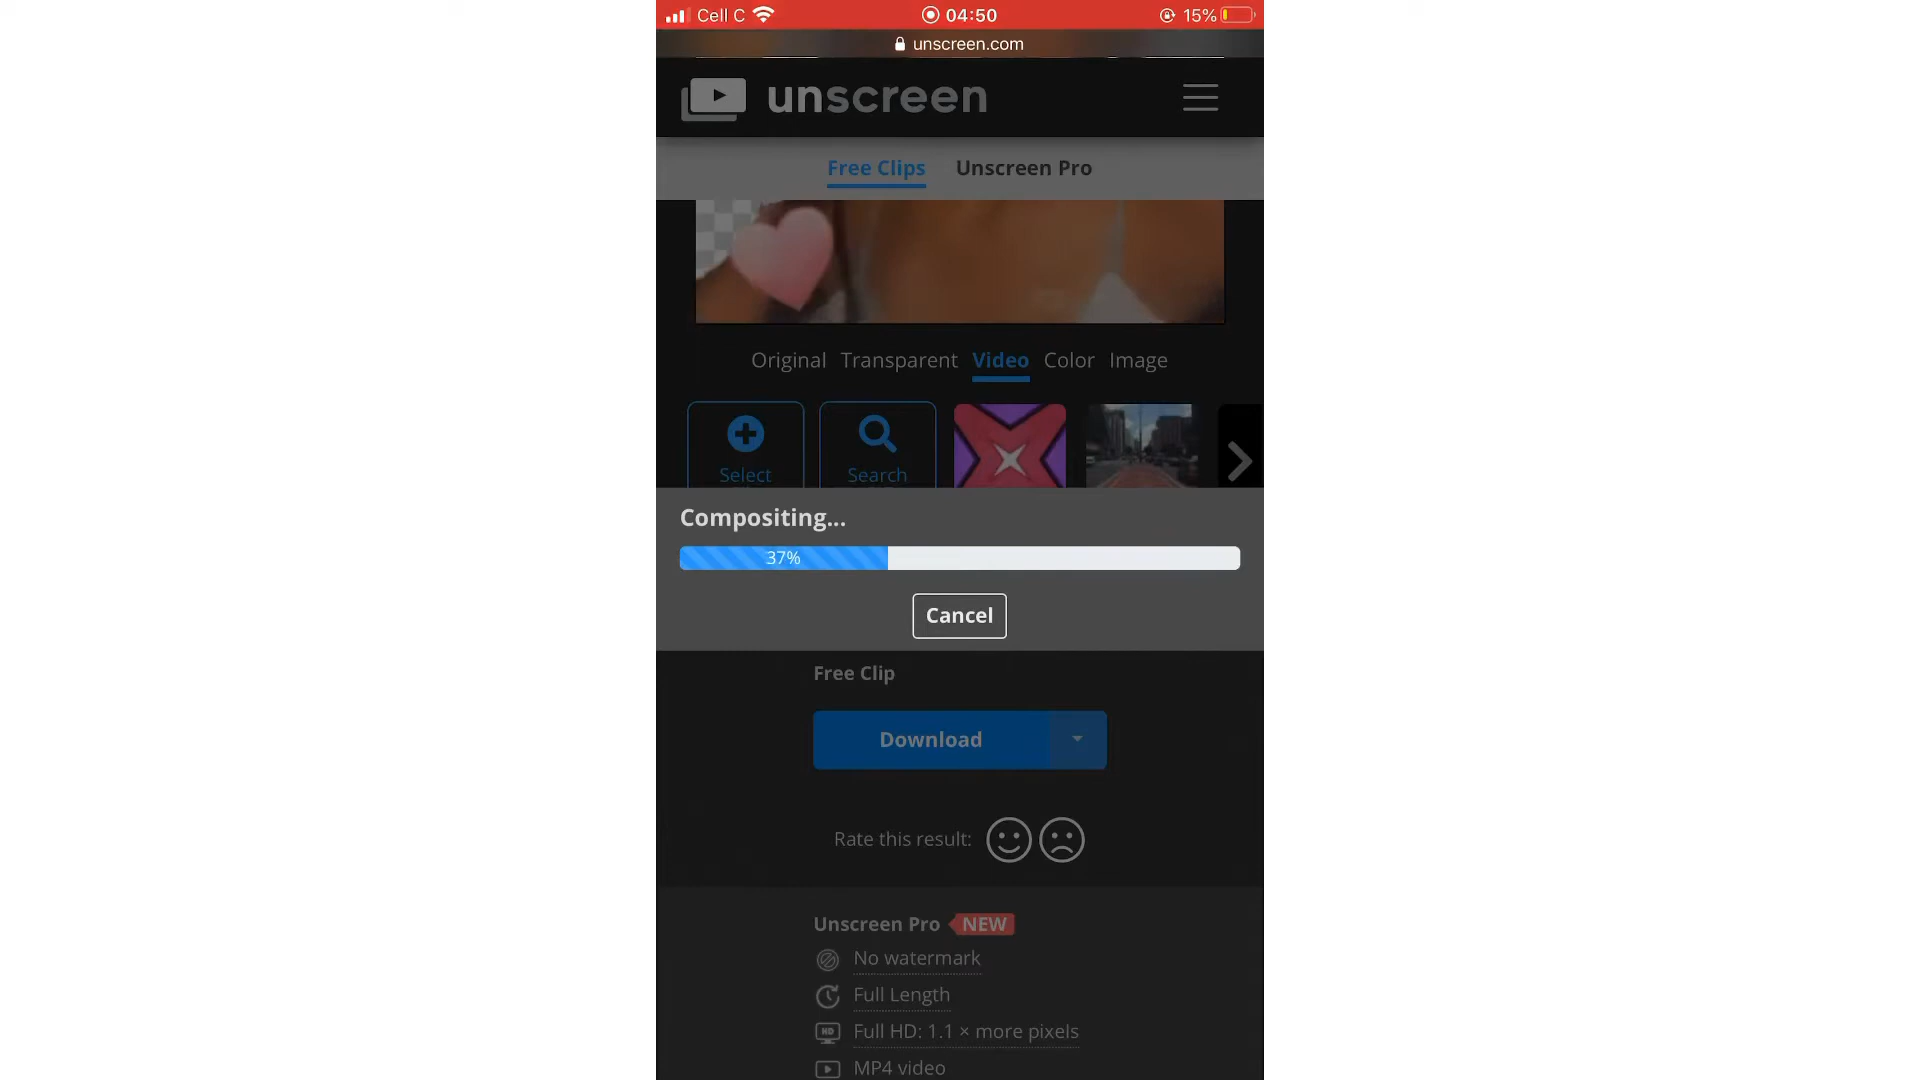 Cell C 04:50 15%
unscreen.com
unscreen
Free Clips Unscreen Pro
Original Transparent Video Color Image
Select Search
Compositing...
37%
Cancel
Free Clip
Download
Rate this result:
Unscreen Pro NEW
No watermark
Full Length
HD Full HD: 1.1 × more pixels
MP4 video